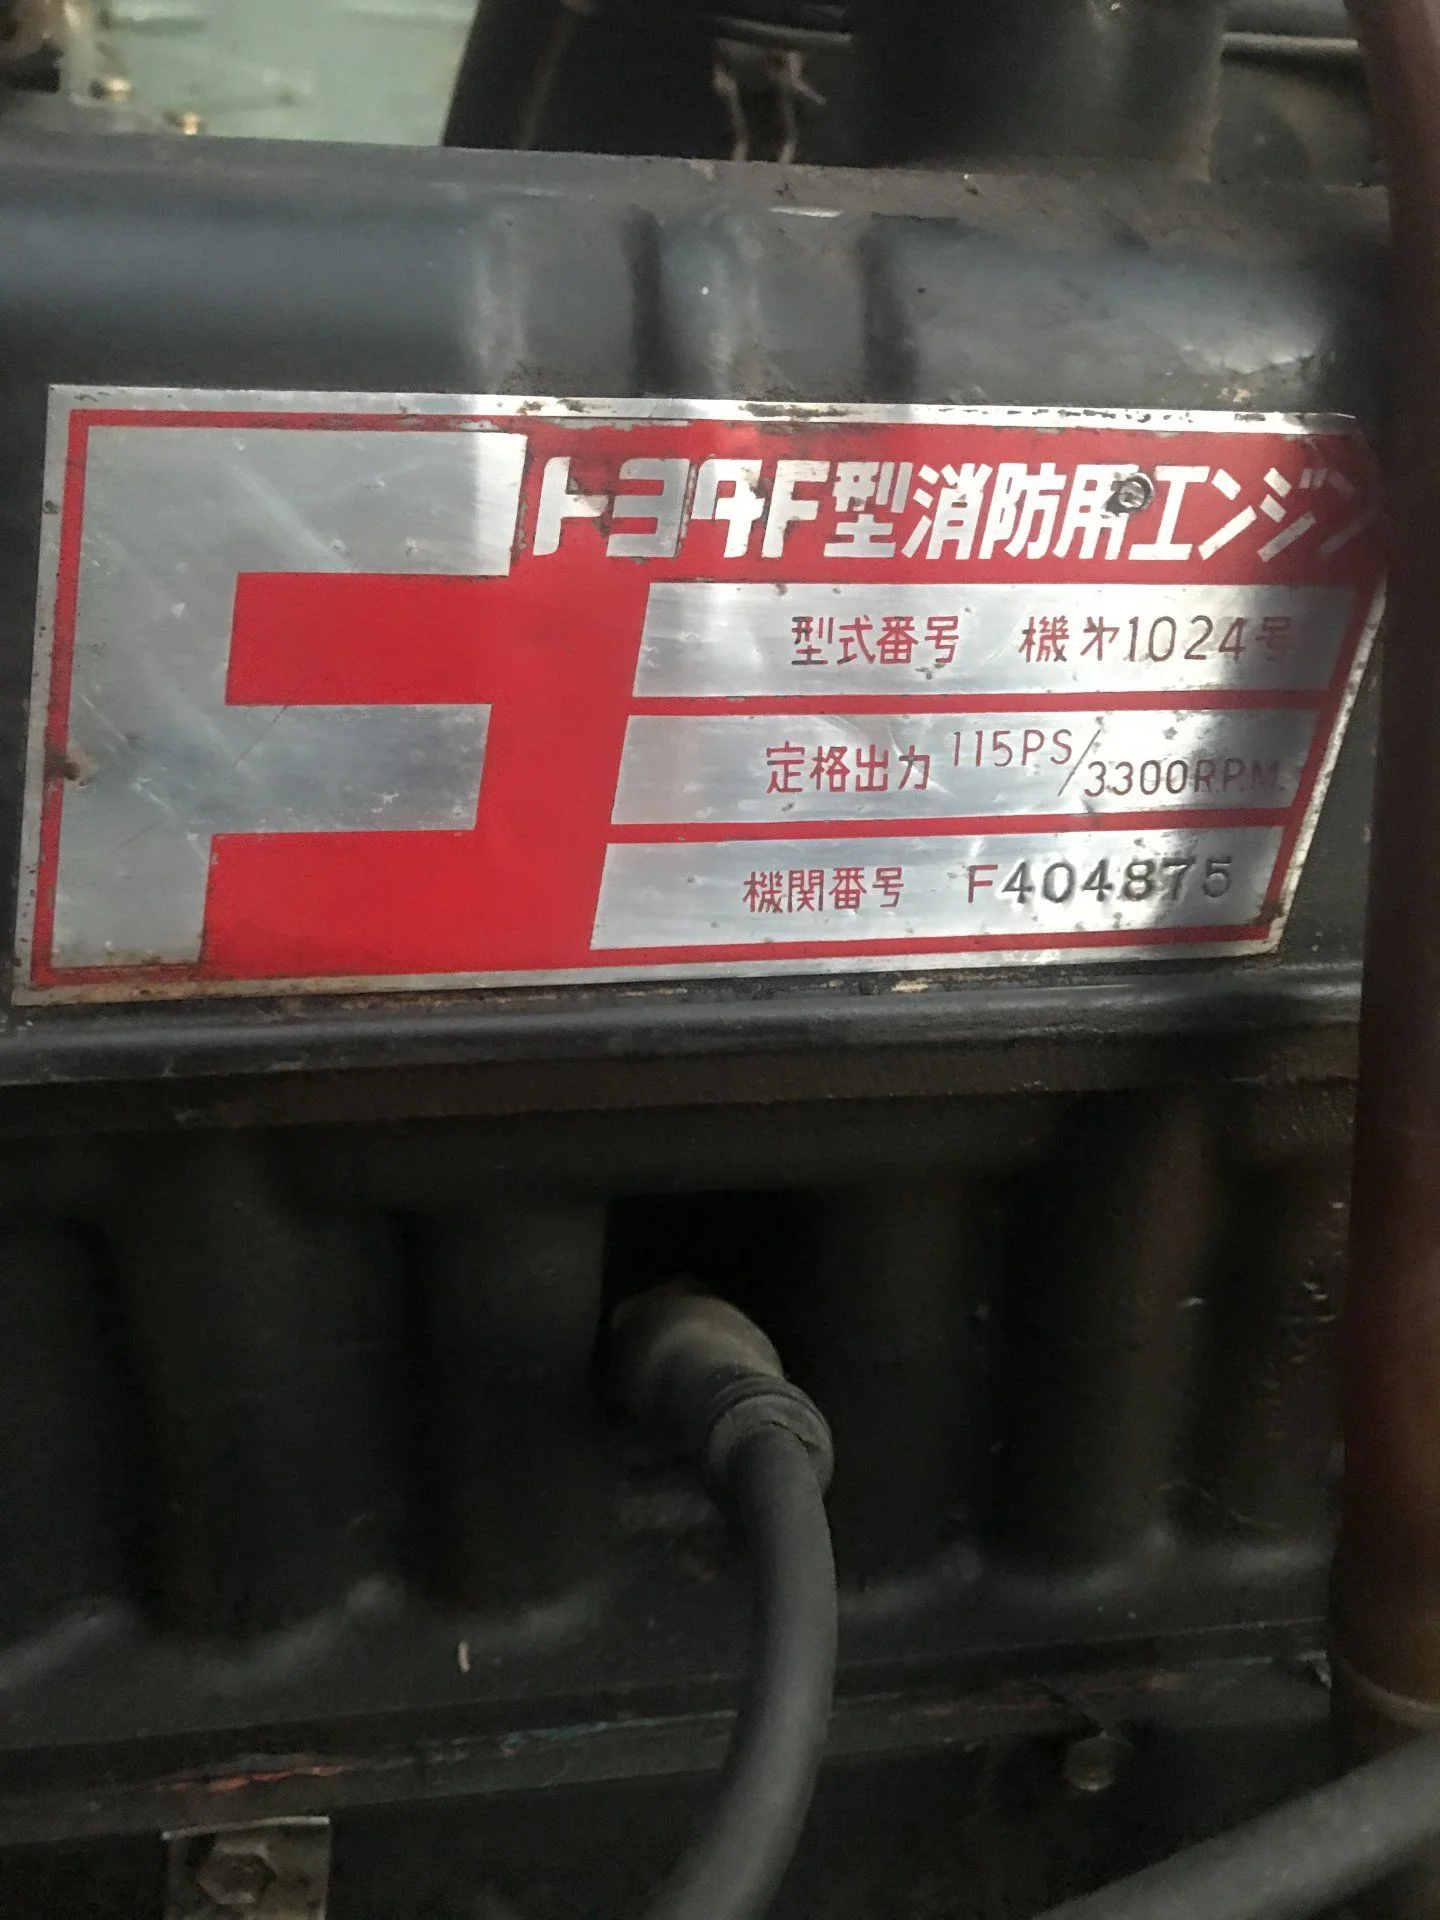 F
トヨタF型消防用エンジン
型式番号 機才1024号
定格出力 115PS/3300R.P.M.
機関番号 F404875